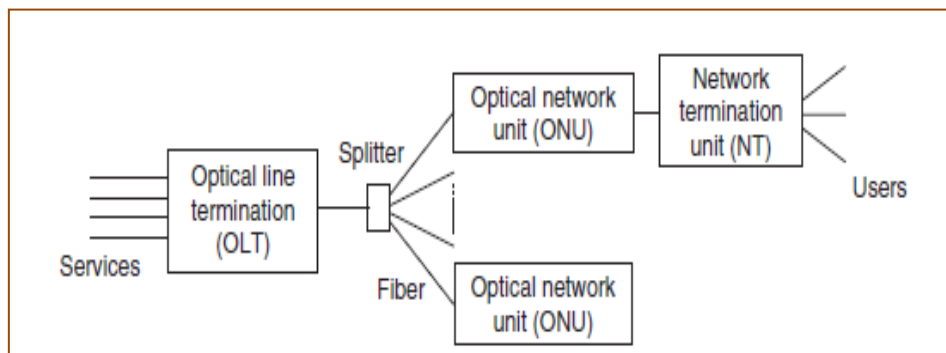 Services
Optical line
termination
(OLT)
Splitter
Fiber
Optical network
unit (ONU)
Optical network
unit (ONU)
Network
termination
unit (NT)
Users